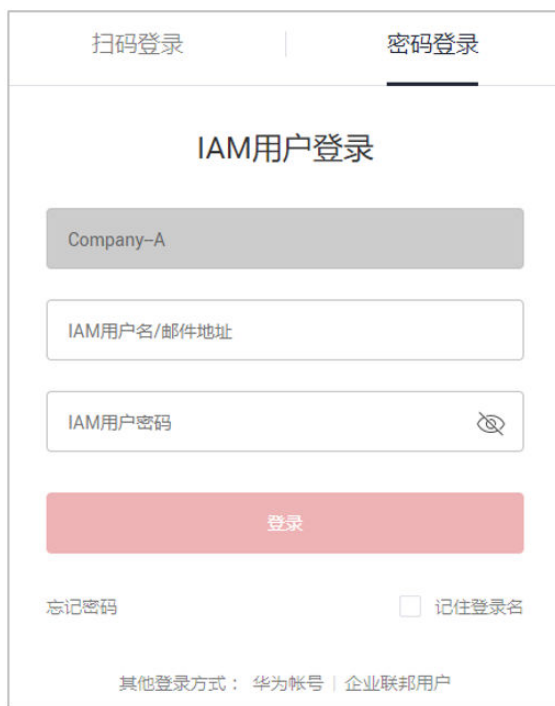 扫码登录
密码登录
IAM用户登录
Company–A
IAM用户名/邮件地址
IAM用户密码
登录
忘记密码
记住登录名
其他登录方式： 华为帐号 | 企业联邦用户